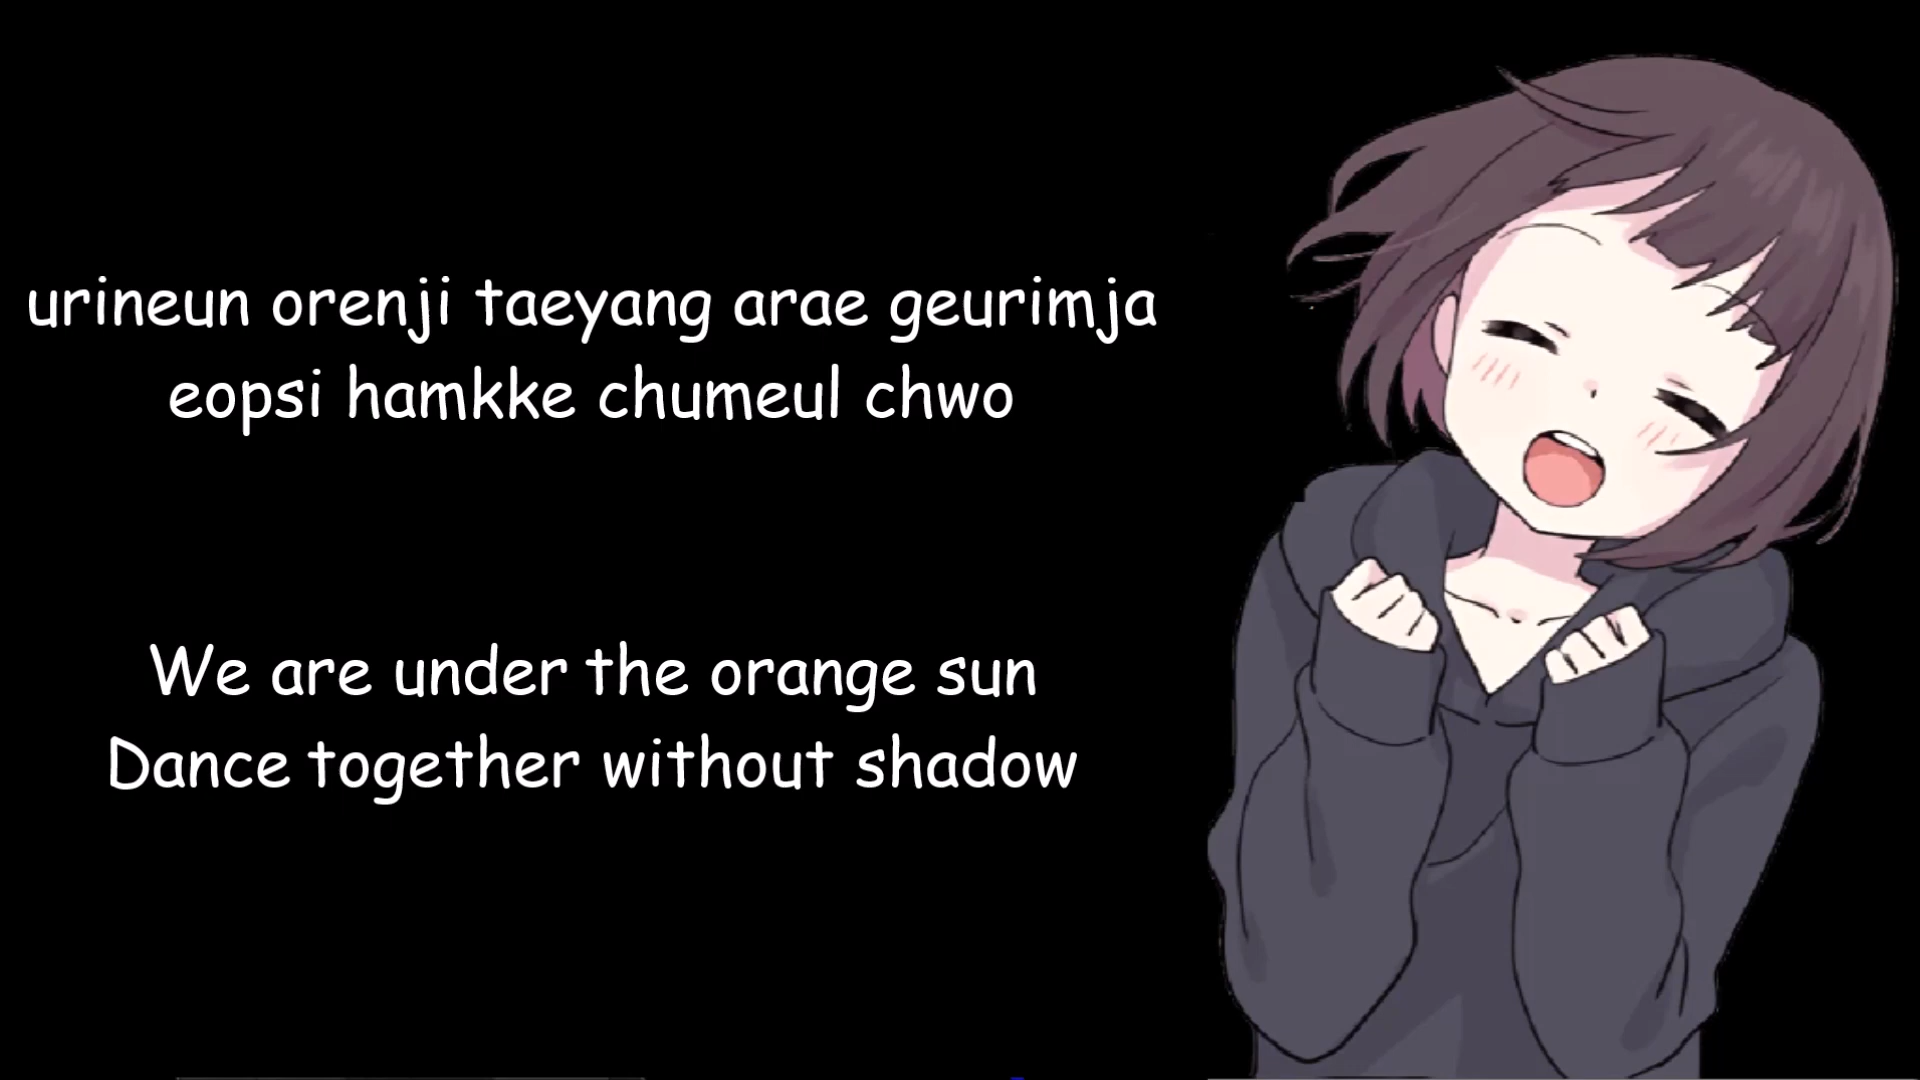 urineun orenji taeyang arae geurimja
eopsi hamkke chumeul chwo
We are under the orange sun
Dance together without shadow